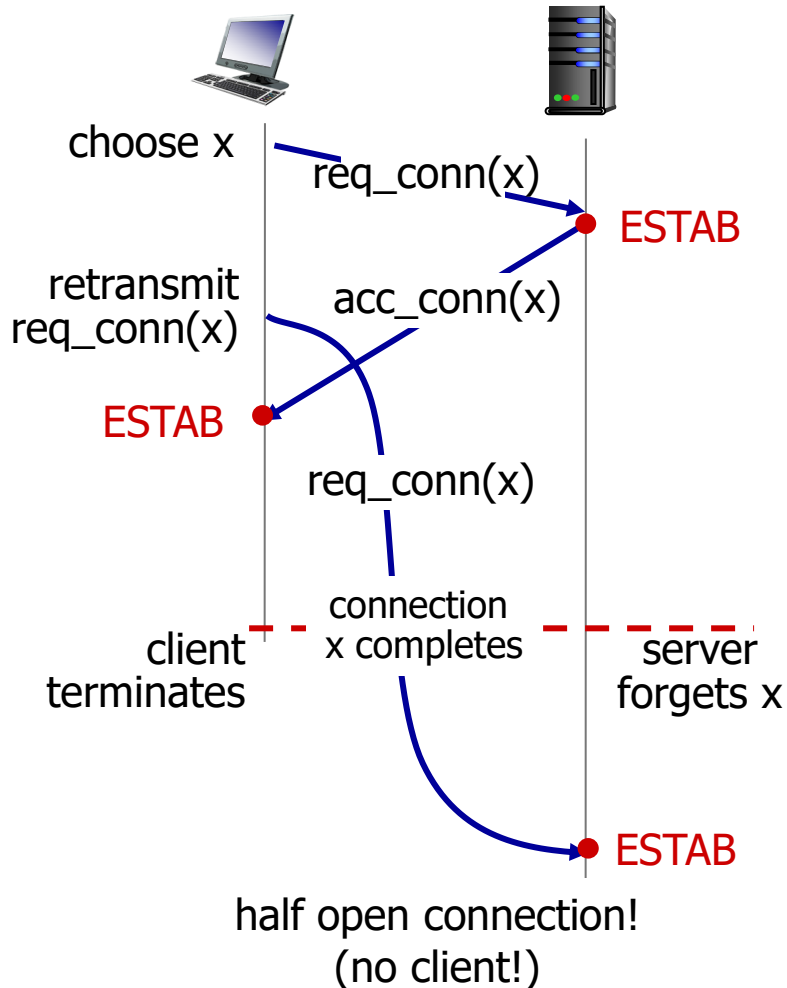 choose x
req_conn(x)
ESTAB
retransmit
req_conn(x)
acc_conn(x)
ESTAB
req_conn(x)
connection
x completes
client
terminates
server
forgets x
ESTAB
half open connection!
(no client!)